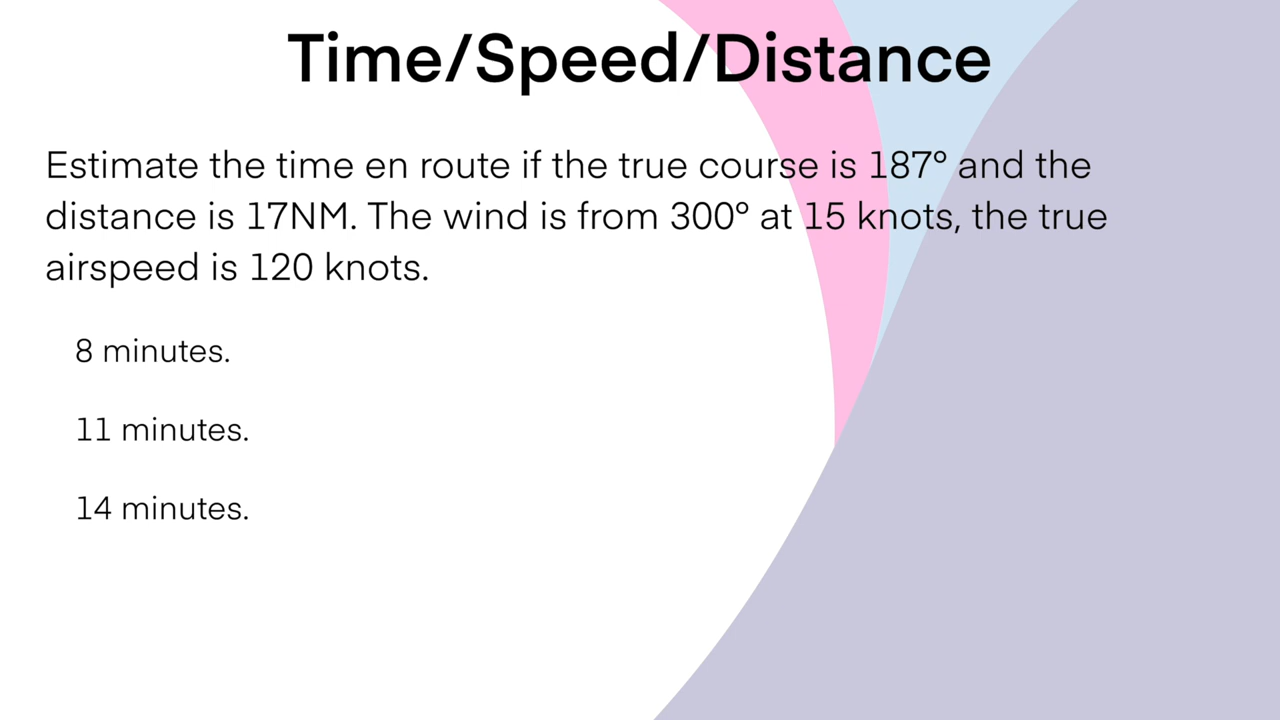 Time/Speed/Distance
Estimate the time en route if the true course is 187° and the
distance is 17NM. The wind is from 300° at 15 knots, the true
airspeed is 120 knots.
8 minutes.
11 minutes.
14 minutes.